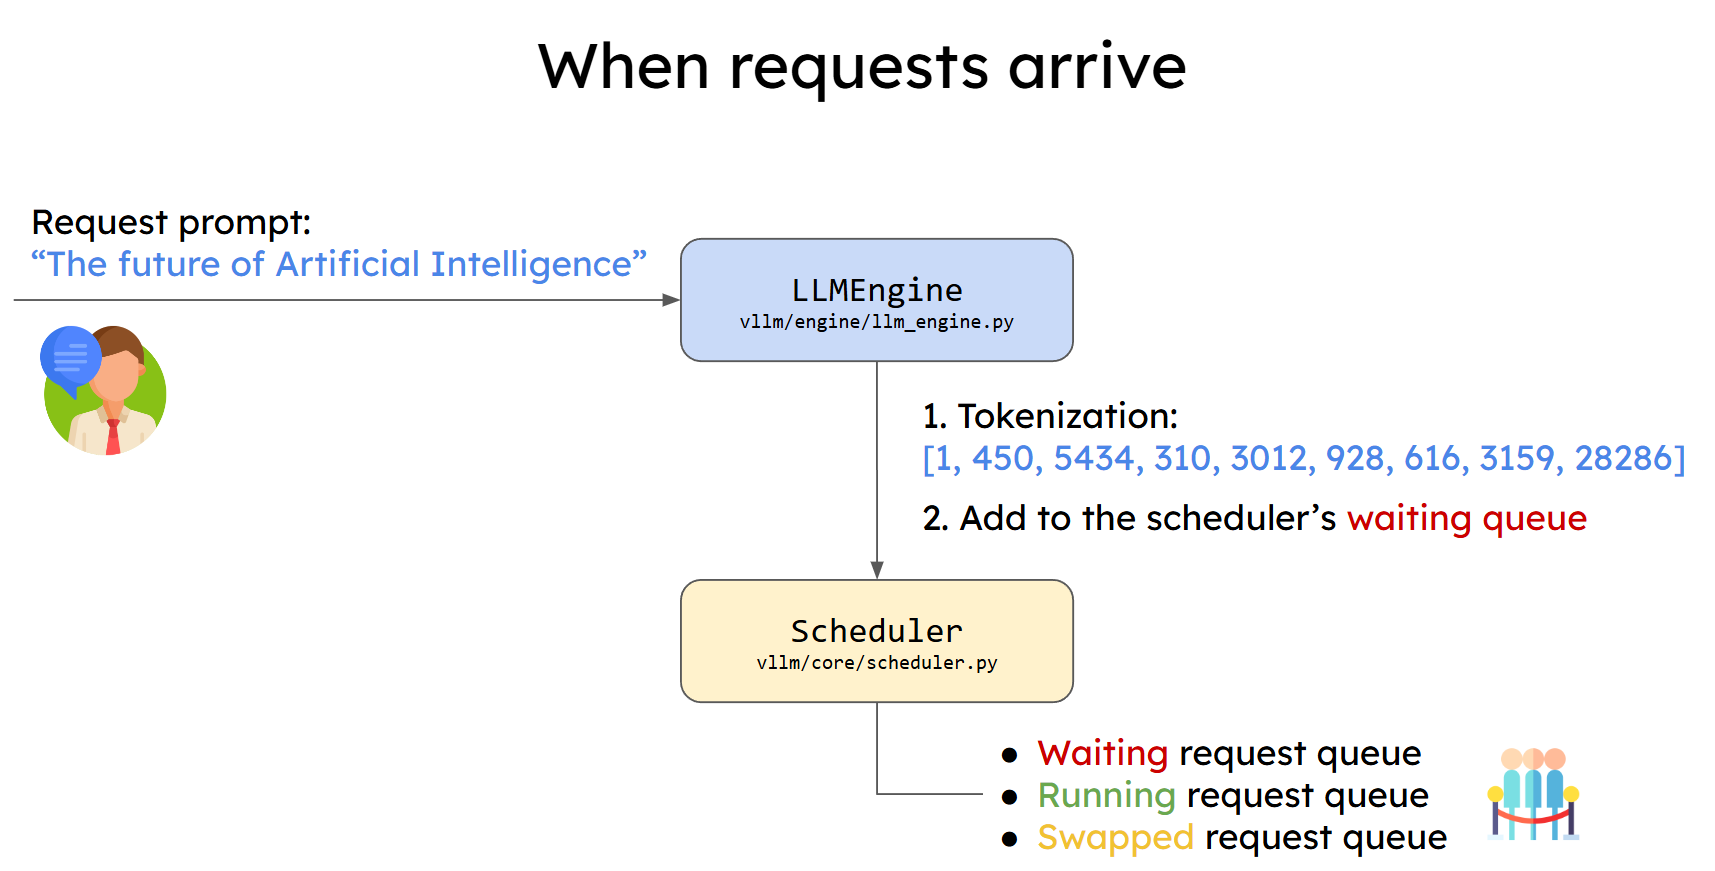 When requests arrive
Request prompt:
“The future of Artificial Intelligence”
LLMEngine
vllm/engine/llm_engine.py
1. Tokenization:
[1, 450, 5434, 310, 3012, 928, 616, 3159, 28286]
2. Add to the scheduler’s waiting queue
Scheduler
vllm/core/scheduler.py
● Waiting request queue
● Running request queue
● Swapped request queue